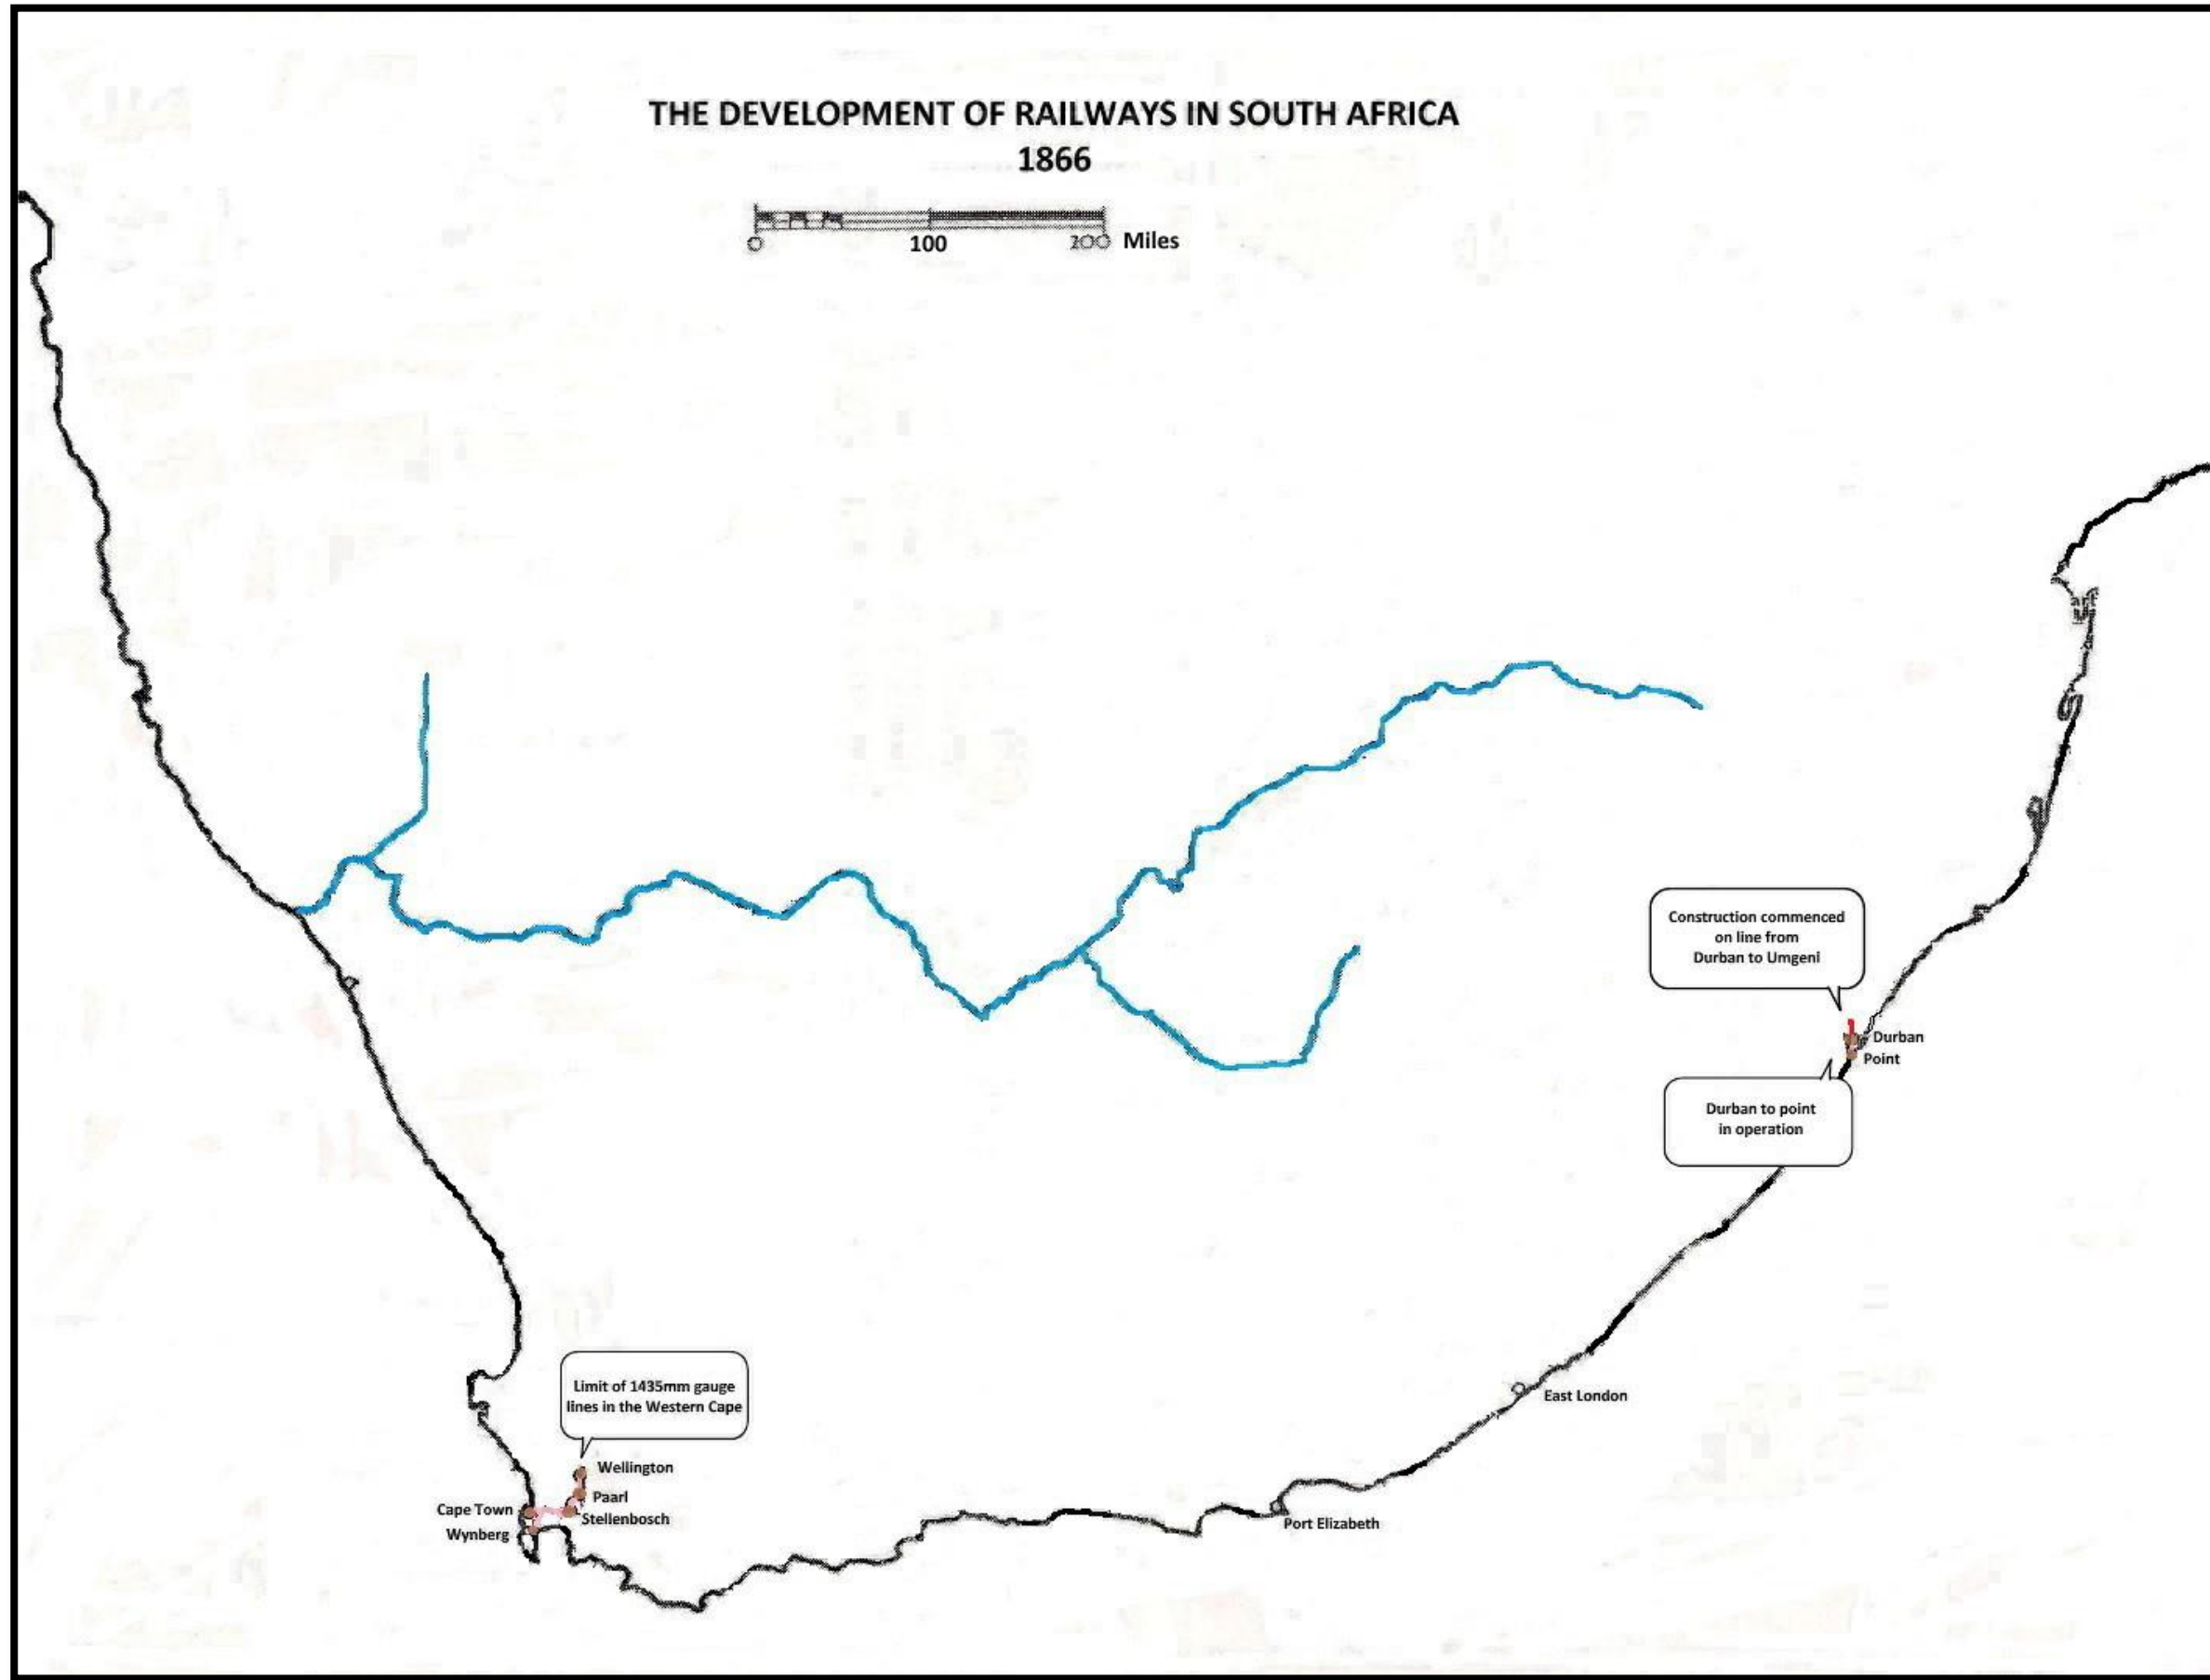 THE DEVELOPMENT OF RAILWAYS IN SOUTH AFRICA
1866
0 100 200 Miles
Construction commenced
on line from
Durban to Umgeni
Durban
Point
Durban to point
in operation
Limit of 1435mm gauge
lines in the Western Cape
East London
Wellington
Paarl
Cape Town
Stellenbosch
Wynberg
Port Elizabeth